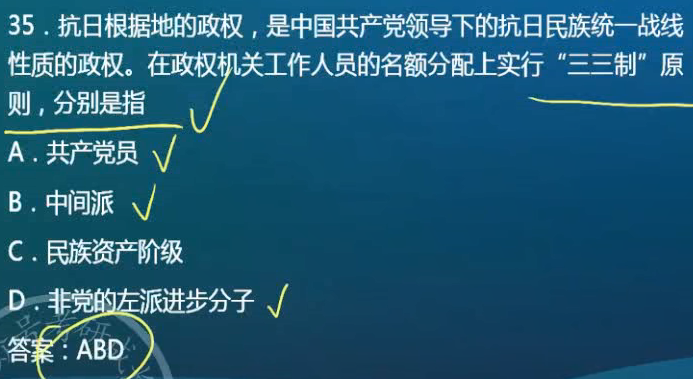 35．抗日根据地的政权，是中国共产党领导下的抗日民族统一战线
性质的政权。在政权机关工作人员的名额分配上实行“三三制”原
则，分别是指
A．共产党员
B．中间派
C．民族资产阶级
D．非党的左派进步分子
答案：ABD